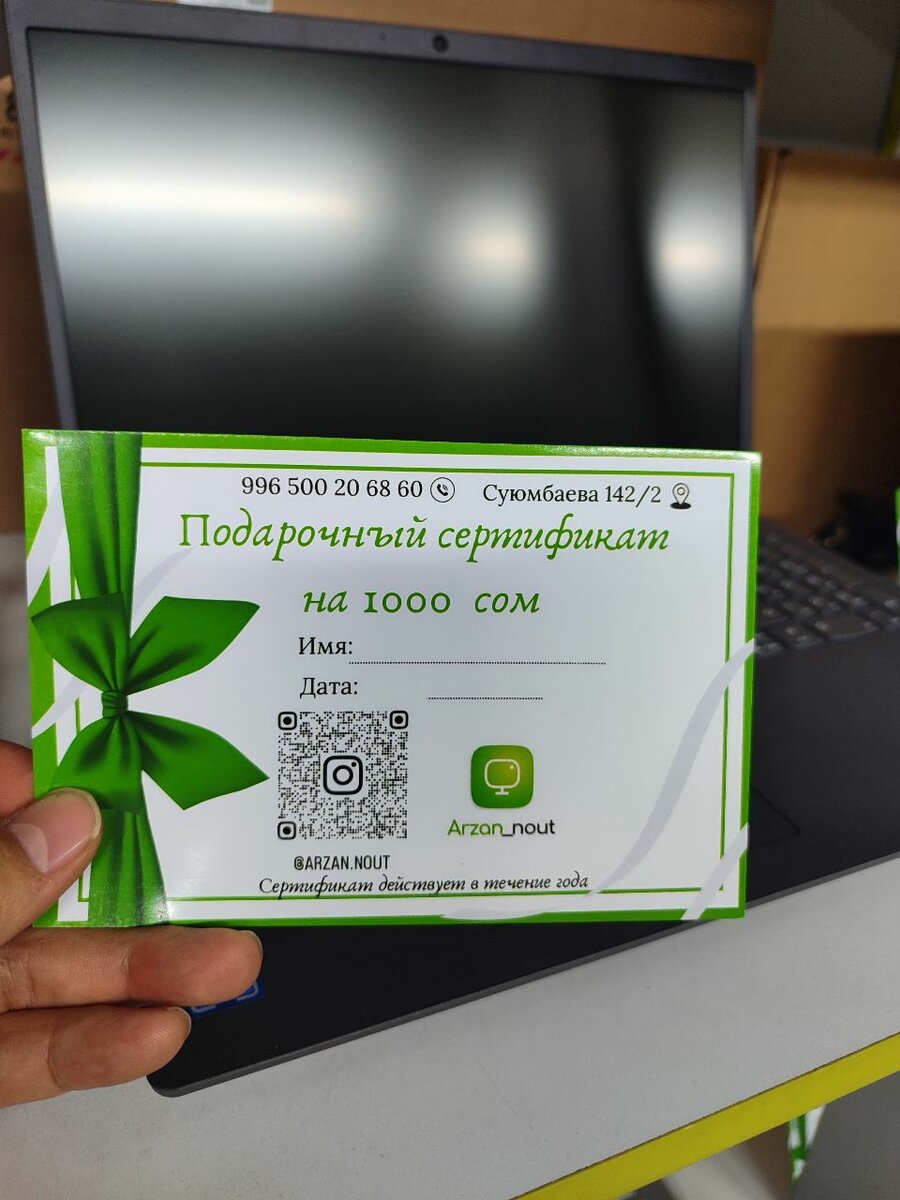 996 500 20 68 60
Суюмбаева 142/2
Подарочный сертификат
на 1000 сом
Имя:
Дата:
Arzan_nout
@ARZAN.NOUT
Сертификат действует в течение года